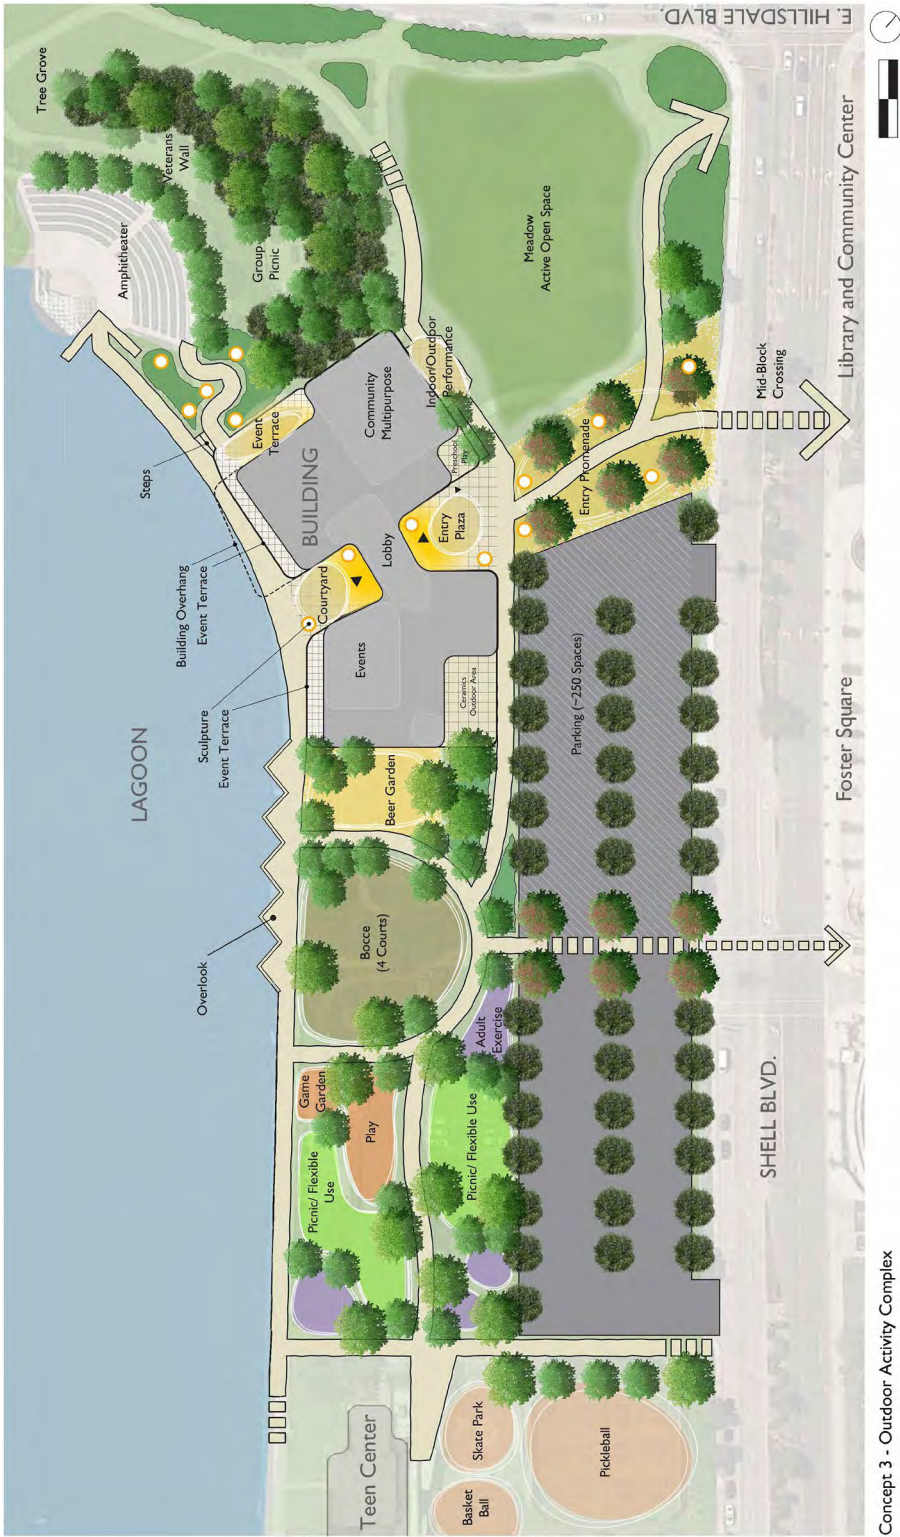 E. HILLSDALE BLVD.
Tree Grove
Veterans
Wall
Amphitheater
Group
Picnic
Meadow
Active Open Space
Library and Community Center
Mid-Block
Crossing
Indoor/Outdoor
Performance
Community
Multipurpose
Event
Terrace
Steps
BUILDING
Preschool
Play
Entry Promenade
Entry
Plaza
Lobby
Courtyard
Building Overhang
Event Terrace
Sculpture
Event Terrace
Events
Ceramics
Outdoor Area
Parking (~250 Spaces)
Foster Square
LAGOON
Beer Garden
Bocce
(4 Courts)
Overlook
Adult
Exercise
Game
Garden
Play
Picnic/ Flexible
Use
Picnic/ Flexible Use
SHELL BLVD.
Teen Center
Skate Park
Basket
Ball
Pickleball
Concept 3 - Outdoor Activity Complex